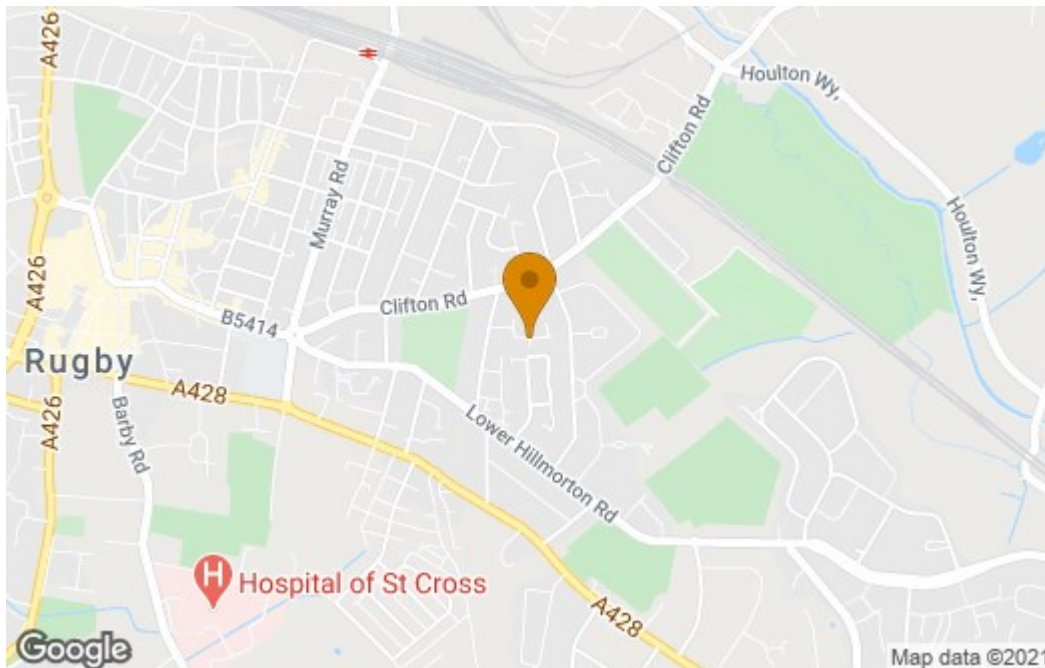 A426
Houlton Wy,
Clifton Rd
Murray Rd
Houlton Wy,
A426
Clifton Rd
B5414
Rugby
A428
A426
Barby Rd
Lower Hillmorton Rd
H
Hospital of St Cross
A428
Google
Map data ©2021